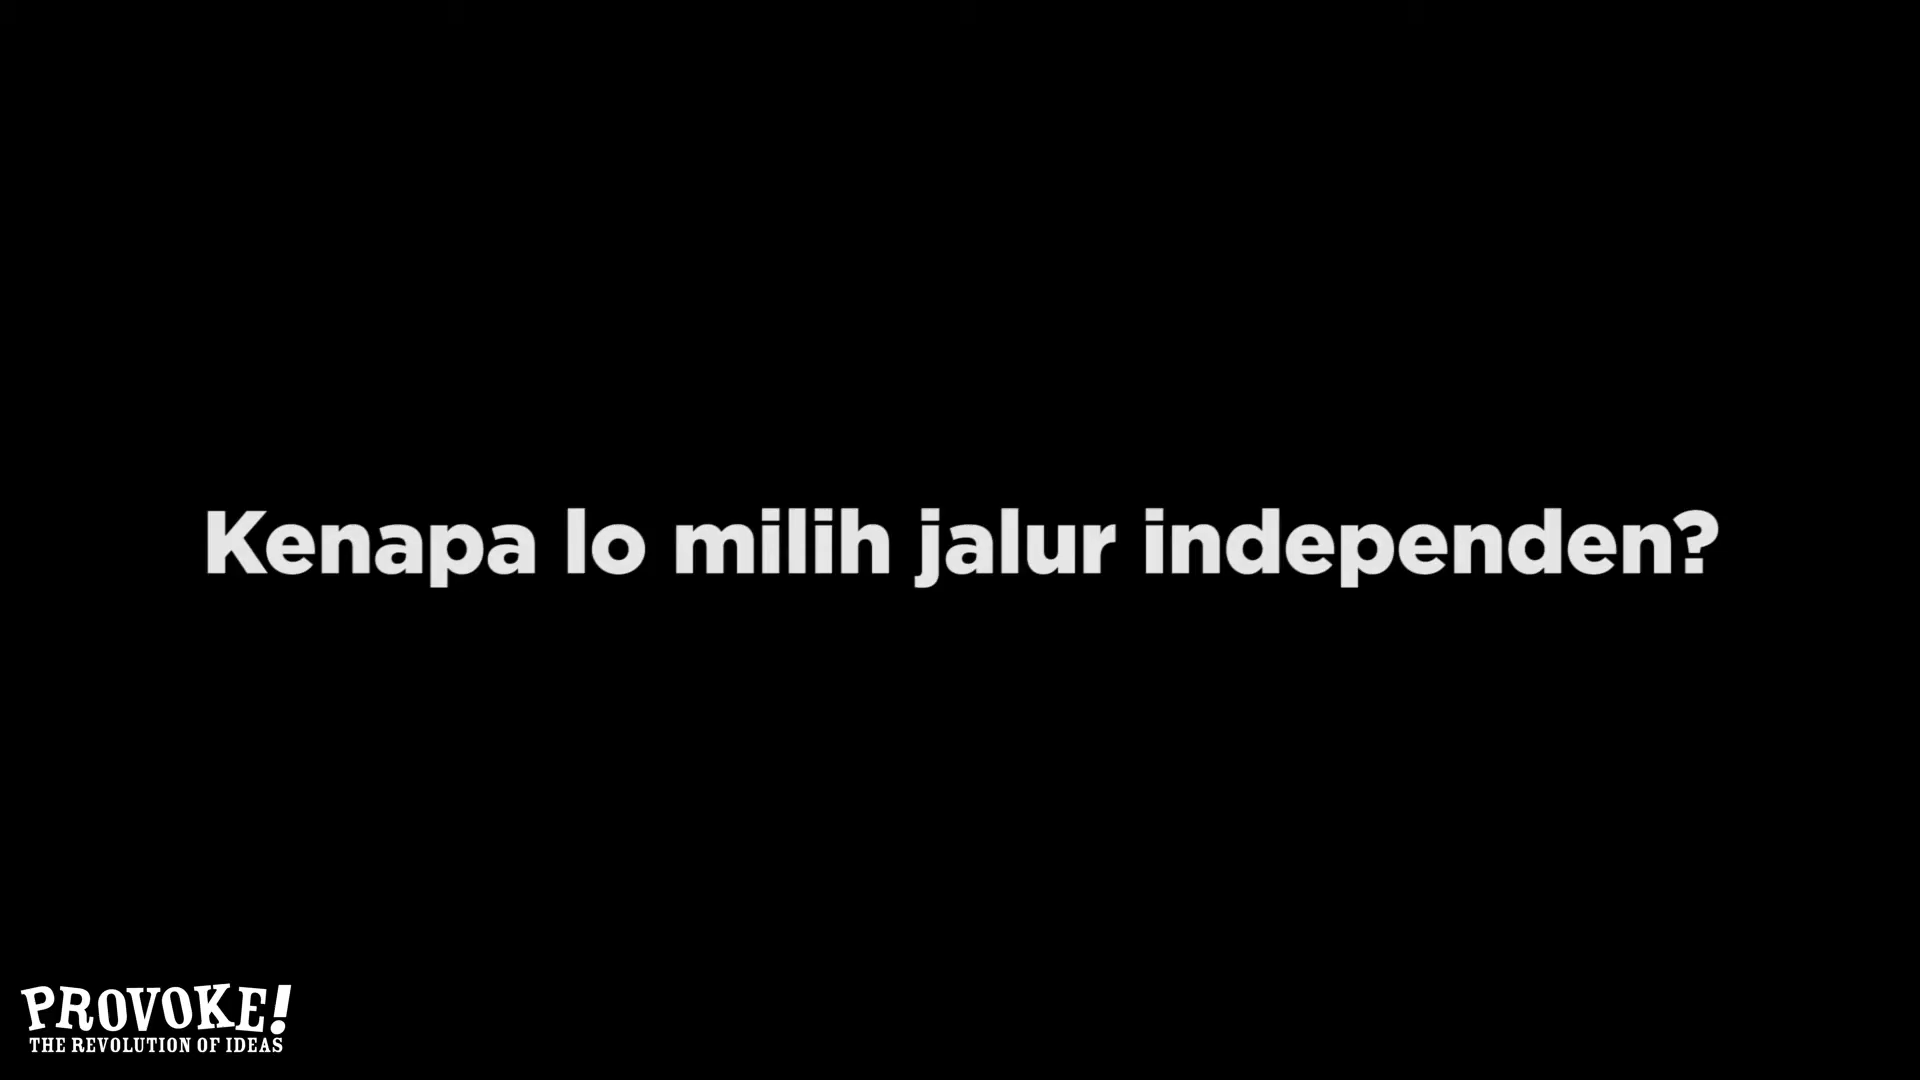 Kenapa lo milih jalur independen?
PROVOKE!
THE REVOLUTION OF IDEAS